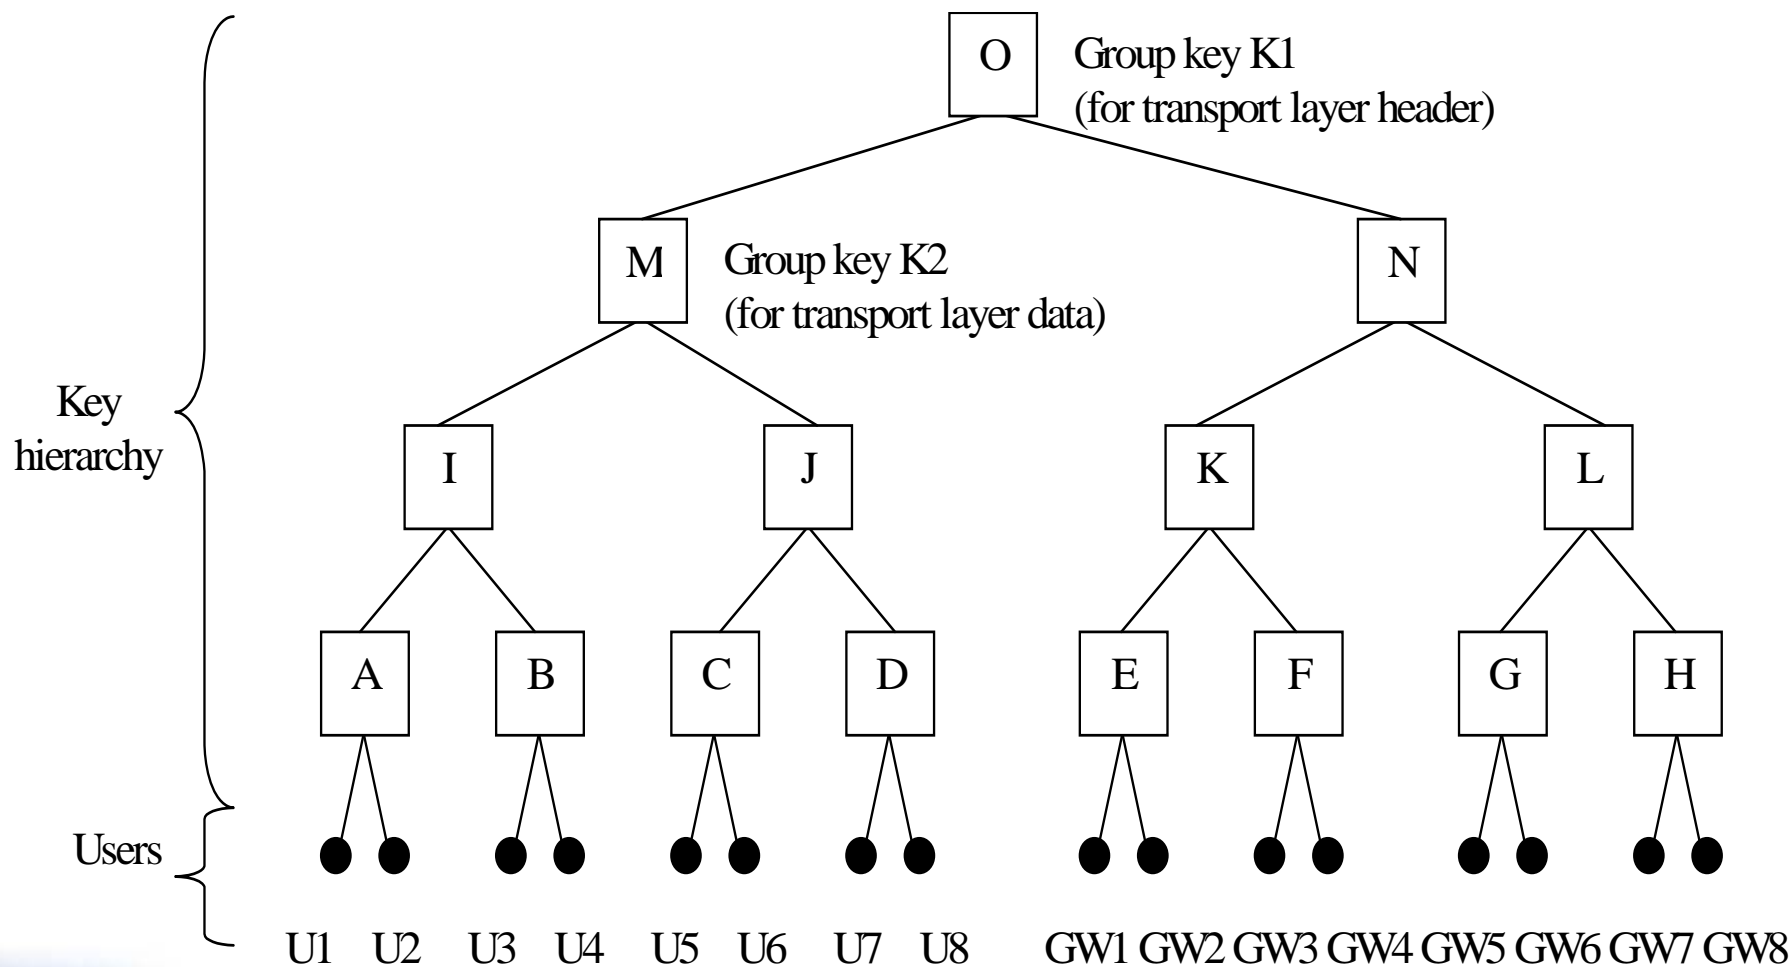 O
Group key K1
(for transport layer header)
M
Group key K2
(for transport layer data)
N
Key
hierarchy
I
J
K
L
A
B
C
D
E
F
G
H
Users
U1 U2 U3 U4 U5 U6 U7 U8 GW1 GW2 GW3 GW4 GW5 GW6 GW7 GW8